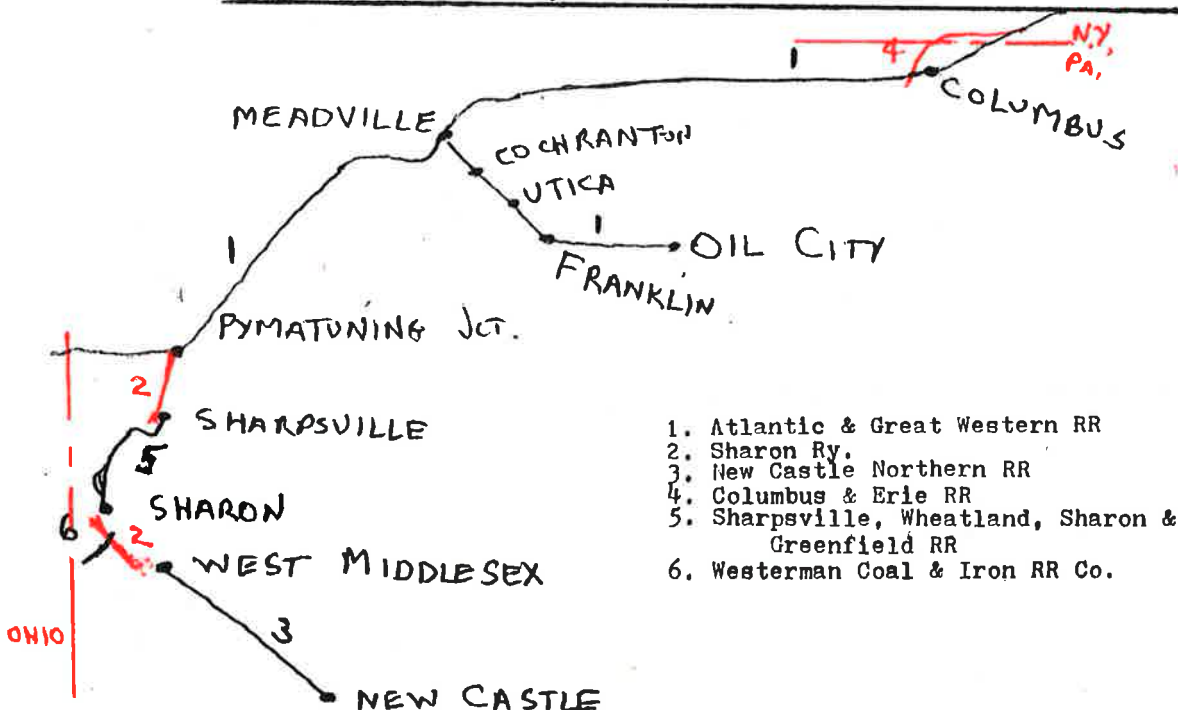 N.Y.
4
1
PA.
COLUMBUS
MEADVILLE
COCHRANTON
UTICA
1
OIL CITY
1
FRANKLIN
PYMATUNING JCT.
2
SHARPSVILLE
5
SHARON
6
2
WEST MIDDLESEX
OHIO
3
NEW CASTLE
1. Atlantic & Great Western RR
2. Sharon Ry.
3. New Castle Northern RR
4. Columbus & Erie RR
5. Sharpsville, Wheatland, Sharon &
Greenfield RR
6. Westerman Coal & Iron RR Co.